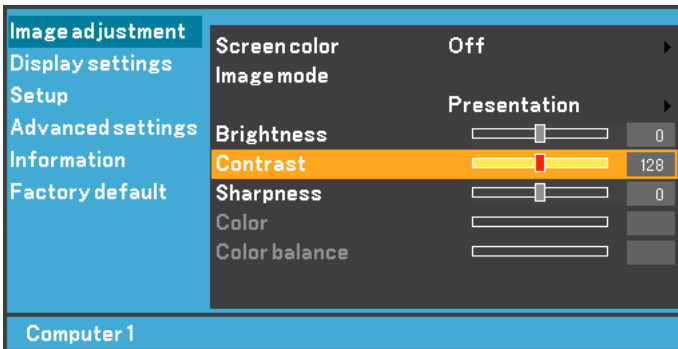 Image adjustment
Display settings
Setup
Advanced settings
Information
Factory default
Screen color Off
Image mode
Presentation
Brightness 0
Contrast 128
Sharpness 0
Color
Color balance
Computer 1